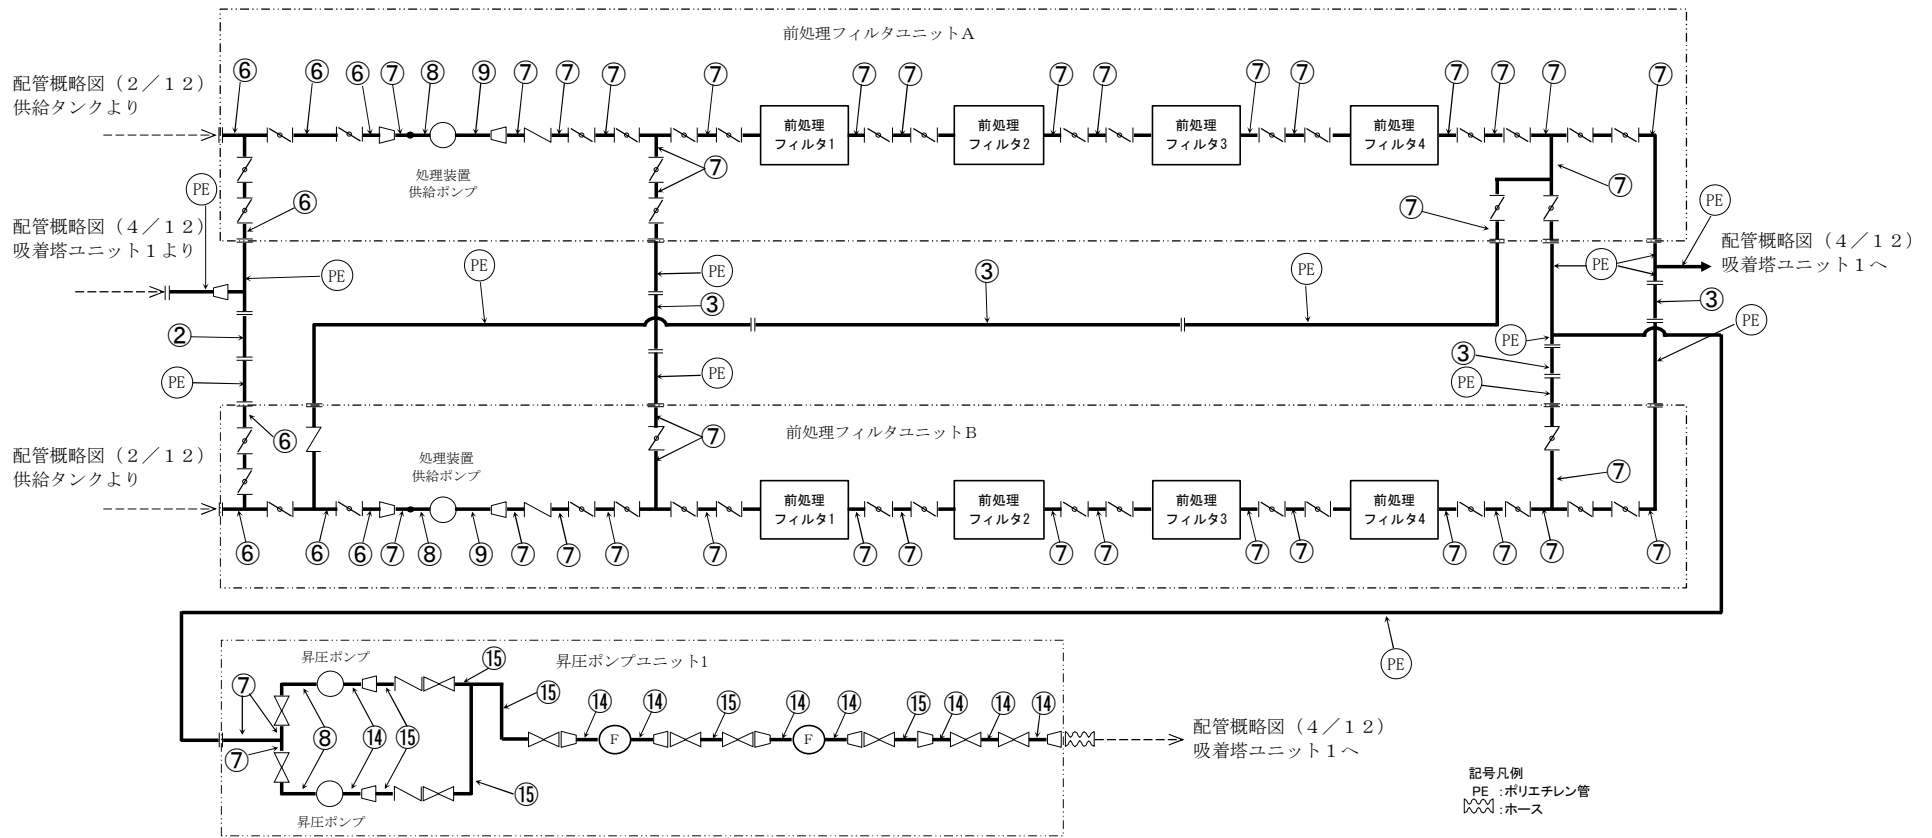 前処理フィルタユニットA
配管概略図（2／12）
供給タンクより
⑥ ⑥ ⑥ ⑦ ⑧ ⑨ ⑦ ⑦ ⑦ ⑦ ⑦ ⑦ ⑦ ⑦ ⑦ ⑦ ⑦ ⑦ ⑦ ⑦
前処理
フィルタ1
前処理
フィルタ2
前処理
フィルタ3
前処理
フィルタ4
処理装置
供給ポンプ
⑦ ⑦
PE ⑥ ⑦ PE
配管概略図（4／12）
吸着塔ユニット1より
配管概略図（4／12）
吸着塔ユニット1へ
PE PE PE ③ PE PE
③ ③
② PE PE
PE PE ③
PE
⑥ ⑦
前処理フィルタユニットB
配管概略図（2／12）
供給タンクより
処理装置
供給ポンプ
⑦
前処理
フィルタ1
前処理
フィルタ2
前処理
フィルタ3
前処理
フィルタ4
⑥ ⑥ ⑥ ⑦ ⑧ ⑨ ⑦ ⑦ ⑦ ⑦ ⑦ ⑦ ⑦ ⑦ ⑦ ⑦ ⑦ ⑦ ⑦ ⑦
PE
昇圧ポンプ
⑮
昇圧ポンプユニット1
⑦ ⑮
⑭ F ⑭ ⑮ ⑭ F ⑭ ⑮ ⑭ ⑭ ⑭
⑧ ⑭ ⑮
⑦
配管概略図（4／12）
吸着塔ユニット1へ
⑮
昇圧ポンプ
記号凡例
PE :ポリエチレン管
:ホース